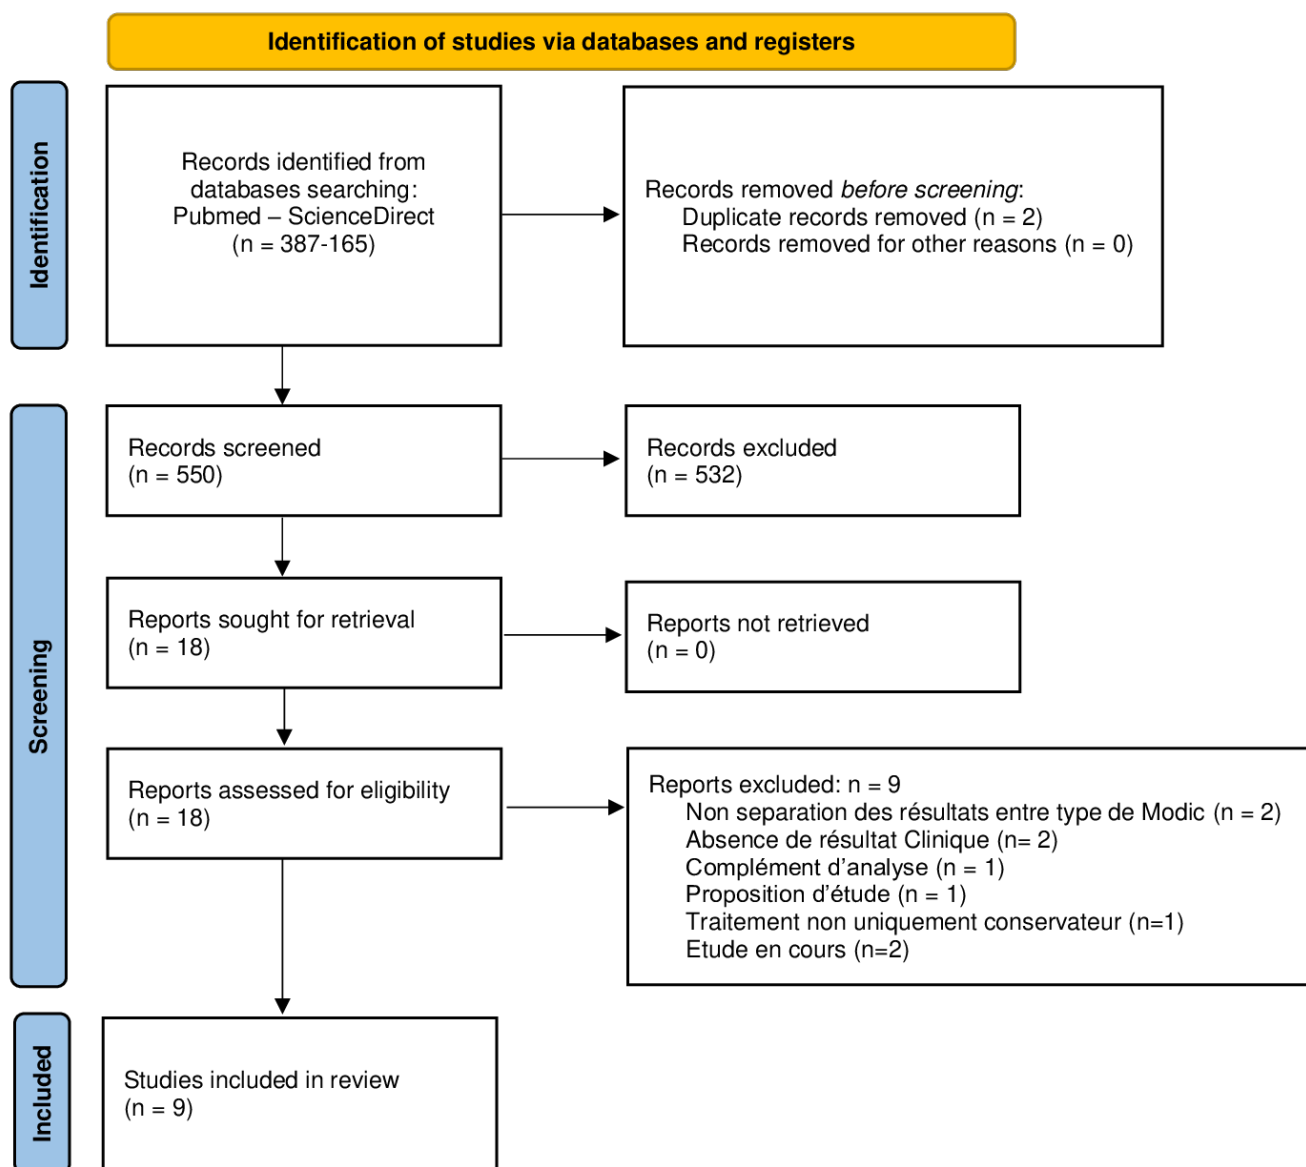 Identification of studies via databases and registers
Identification
Records identified from
databases searching:
Pubmed – ScienceDirect
(n = 387-165)
Records removed before screening:
Duplicate records removed (n = 2)
Records removed for other reasons (n = 0)
Screening
Records screened
(n = 550)
Records excluded
(n = 532)
Reports sought for retrieval
(n = 18)
Reports not retrieved
(n = 0)
Reports assessed for eligibility
(n = 18)
Reports excluded: n = 9
Non separation des résultats entre type de Modic (n = 2)
Absence de résultat Clinique (n= 2)
Complément d’analyse (n = 1)
Proposition d’étude (n = 1)
Traitement non uniquement conservateur (n=1)
Etude en cours (n=2)
Included
Studies included in review
(n = 9)